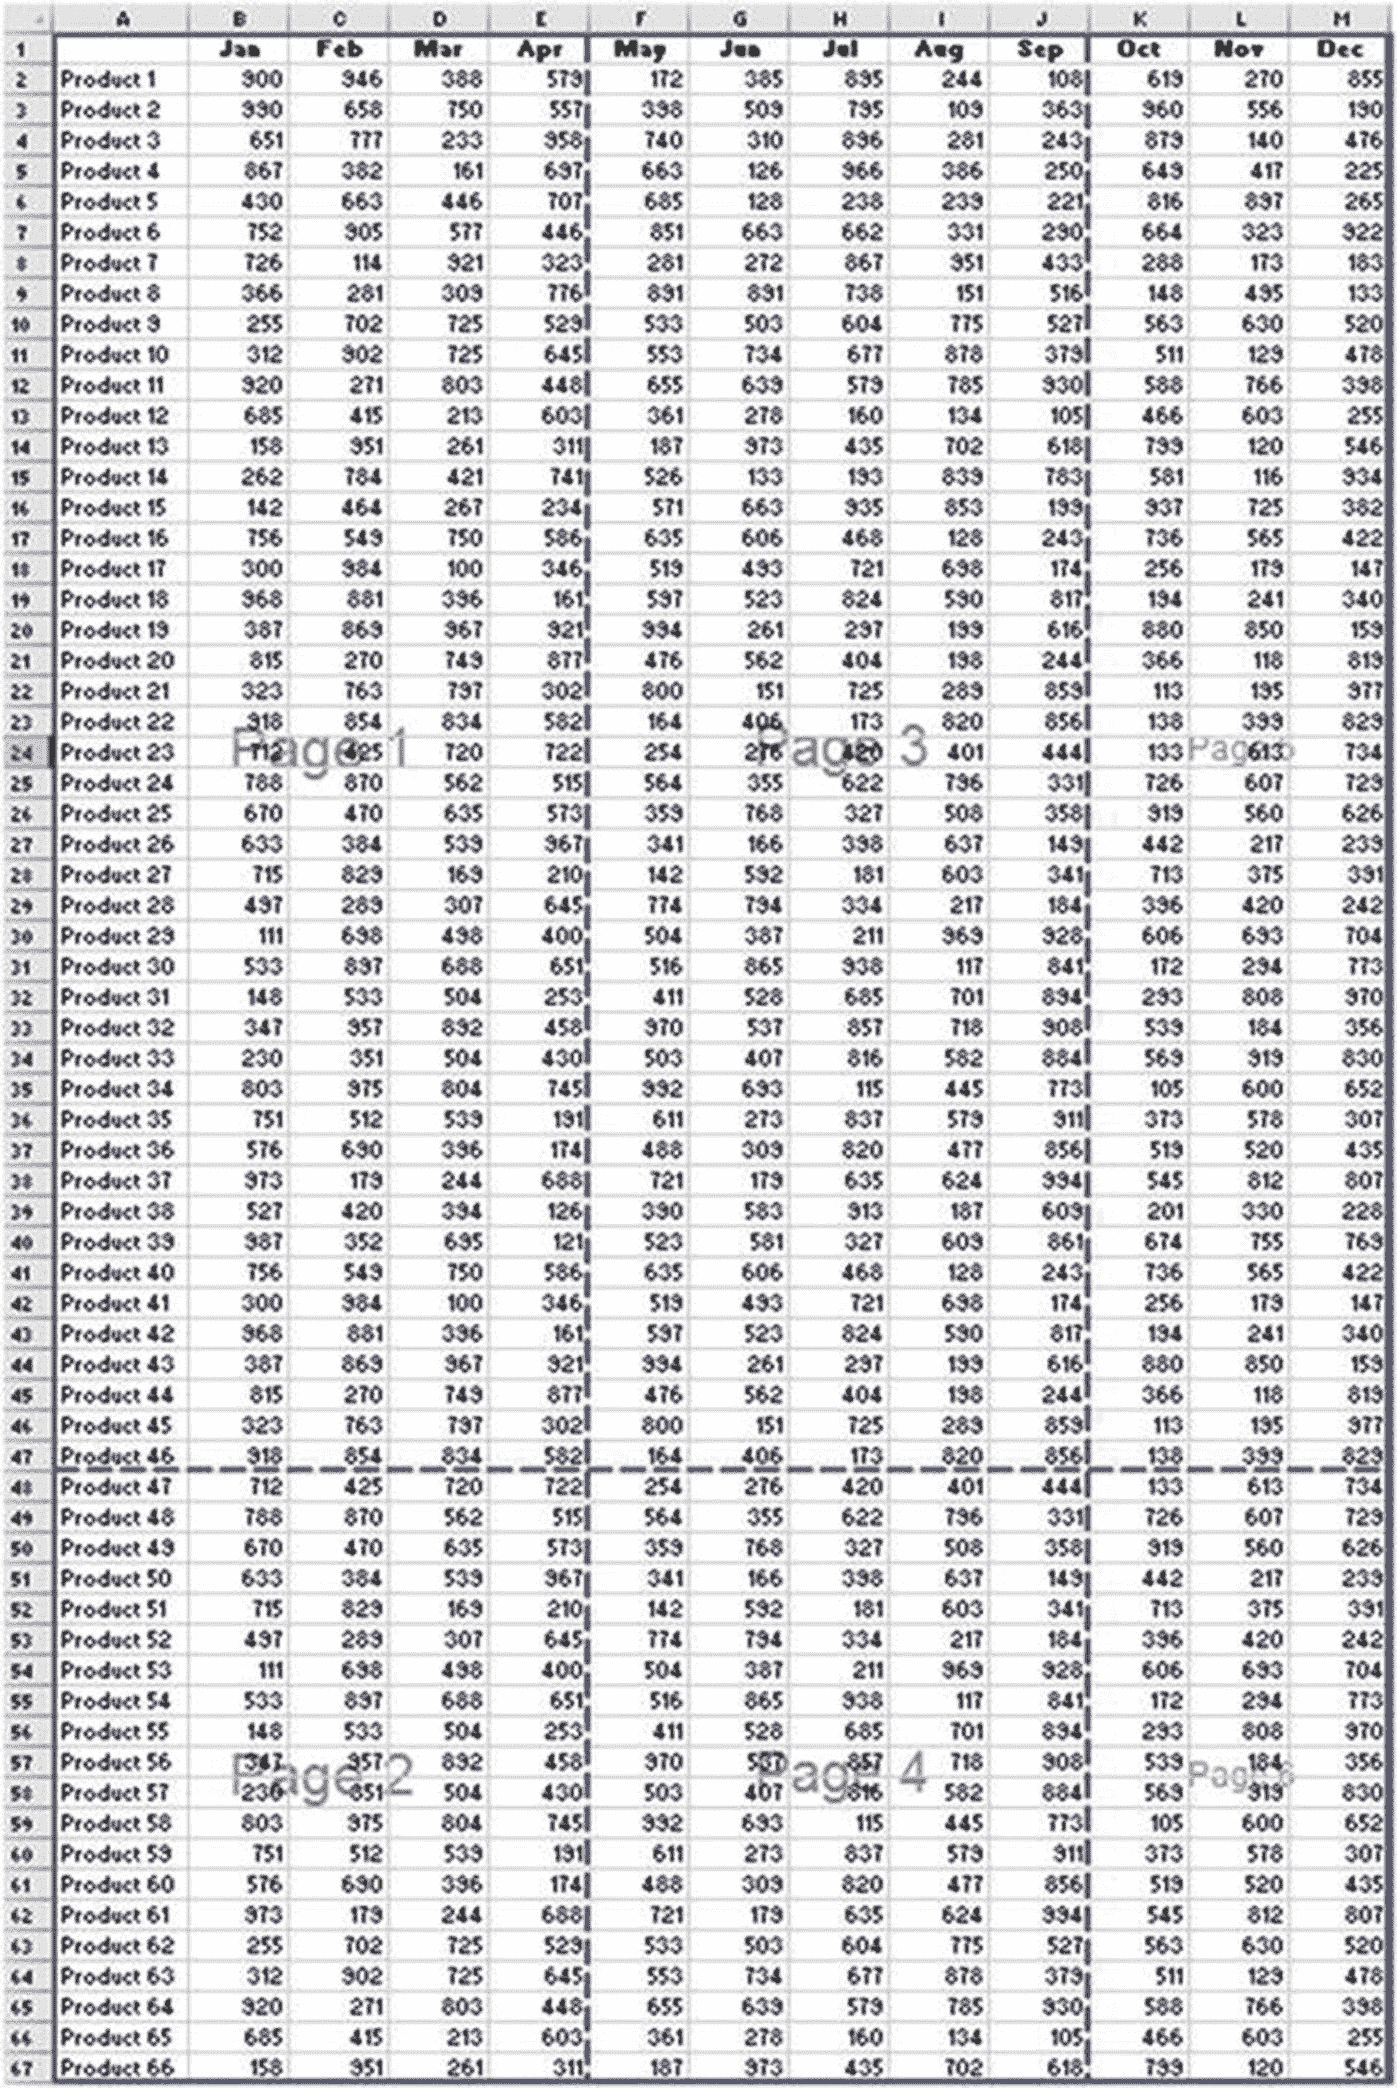 A B C D E F G H I J K L M
1 Jan Feb Mar Apr May Jun Jul Aug Sep Oct Nov Dec
2 Product 1 900 946 388 579 172 385 895 244 108 619 270 855
3 Product 2 990 658 750 557 398 509 795 109 363 960 556 190
4 Product 3 651 777 233 958 740 310 896 281 243 879 140 476
5 Product 4 867 382 161 697 663 126 966 386 250 649 417 225
6 Product 5 430 663 446 707 685 128 238 239 221 816 897 265
7 Product 6 752 905 577 446 851 663 662 331 290 664 323 922
8 Product 7 726 114 921 323 281 272 867 951 433 288 173 183
9 Product 8 366 281 309 776 891 891 738 151 516 148 495 133
10 Product 9 255 702 725 529 533 503 604 775 527 563 630 520
11 Product 10 312 902 725 645 553 734 677 878 379 511 129 478
12 Product 11 920 271 803 448 655 639 579 785 930 588 766 398
13 Product 12 685 415 213 603 361 278 160 134 105 466 603 255
14 Product 13 158 951 261 311 187 973 435 702 618 799 120 546
15 Product 14 262 784 421 741 526 133 193 839 783 581 116 934
16 Product 15 142 464 267 234 571 663 935 853 199 937 725 382
17 Product 16 756 549 750 586 635 606 468 128 243 736 565 422
18 Product 17 300 984 100 346 519 493 721 698 174 256 179 147
19 Product 18 968 881 396 161 597 523 824 590 817 194 241 340
20 Product 19 387 869 967 921 994 261 297 199 616 880 850 159
21 Product 20 815 270 749 877 476 562 404 198 244 366 118 819
22 Product 21 323 763 797 302 800 151 725 289 859 113 195 977
23 Product 22 918 854 834 582 164 406 173 820 856 138 399 829
24 Product 23 712 425 720 722 254 276 420 401 444 133 613 734
Page 1 Page 3 Page 5
25 Product 24 788 870 562 515 564 355 622 796 331 726 607 729
26 Product 25 670 470 635 573 359 768 327 508 358 919 560 626
27 Product 26 633 384 539 967 341 166 398 637 149 442 217 239
28 Product 27 715 829 169 210 142 592 181 603 341 713 375 391
29 Product 28 497 289 307 645 774 794 334 217 184 396 420 242
30 Product 29 111 698 498 400 504 387 211 969 928 606 693 704
31 Product 30 533 897 688 651 516 865 938 117 841 172 294 773
32 Product 31 148 533 504 253 411 528 685 701 894 293 808 970
33 Product 32 347 957 892 458 970 537 857 718 908 539 184 356
34 Product 33 230 351 504 430 503 407 816 582 884 569 919 830
35 Product 34 803 975 804 745 992 693 115 445 773 105 600 652
36 Product 35 751 512 539 191 611 273 837 579 911 373 578 307
37 Product 36 576 690 396 174 488 309 820 477 856 519 520 435
38 Product 37 973 179 244 688 721 179 635 624 994 545 812 807
39 Product 38 527 420 394 126 390 583 913 187 609 201 330 228
40 Product 39 987 352 695 121 523 581 327 609 861 674 755 769
41 Product 40 756 549 750 586 635 606 468 128 243 736 565 422
42 Product 41 300 984 100 346 519 493 721 698 174 256 179 147
43 Product 42 968 881 396 161 597 523 824 590 817 194 241 340
44 Product 43 387 869 967 921 994 261 297 199 616 880 850 159
45 Product 44 815 270 749 877 476 562 404 198 244 366 118 819
46 Product 45 323 763 797 302 800 151 725 289 859 113 195 977
47 Product 46 918 854 834 582 164 406 173 820 856 138 399 829
48 Product 47 712 425 720 722 254 276 420 401 444 133 613 734
49 Product 48 788 870 562 515 564 355 622 796 331 726 607 729
50 Product 49 670 470 635 573 359 768 327 508 358 919 560 626
51 Product 50 633 384 539 967 341 166 398 637 149 442 217 239
52 Product 51 715 829 169 210 142 592 181 603 341 713 375 391
53 Product 52 497 289 307 645 774 794 334 217 184 396 420 242
54 Product 53 111 698 498 400 504 387 211 969 928 606 693 704
55 Product 54 533 897 688 651 516 865 938 117 841 172 294 773
56 Product 55 148 533 504 253 411 528 685 701 894 293 808 970
57 Product 56 347 957 892 458 970 537 857 718 908 539 184 356
Page 2 Page 4 Page 6
58 Product 57 230 351 504 430 503 407 816 582 884 569 919 830
59 Product 58 803 975 804 745 992 693 115 445 773 105 600 652
60 Product 59 751 512 539 191 611 273 837 579 911 373 578 307
61 Product 60 576 690 396 174 488 309 820 477 856 519 520 435
62 Product 61 973 179 244 688 721 179 635 624 994 545 812 807
63 Product 62 255 702 725 529 533 503 604 775 527 563 630 520
64 Product 63 312 902 725 645 553 734 677 878 379 511 129 478
65 Product 64 920 271 803 448 655 639 579 785 930 588 766 398
66 Product 65 685 415 213 603 361 278 160 134 105 466 603 255
67 Product 66 158 951 261 311 187 973 435 702 618 799 120 546